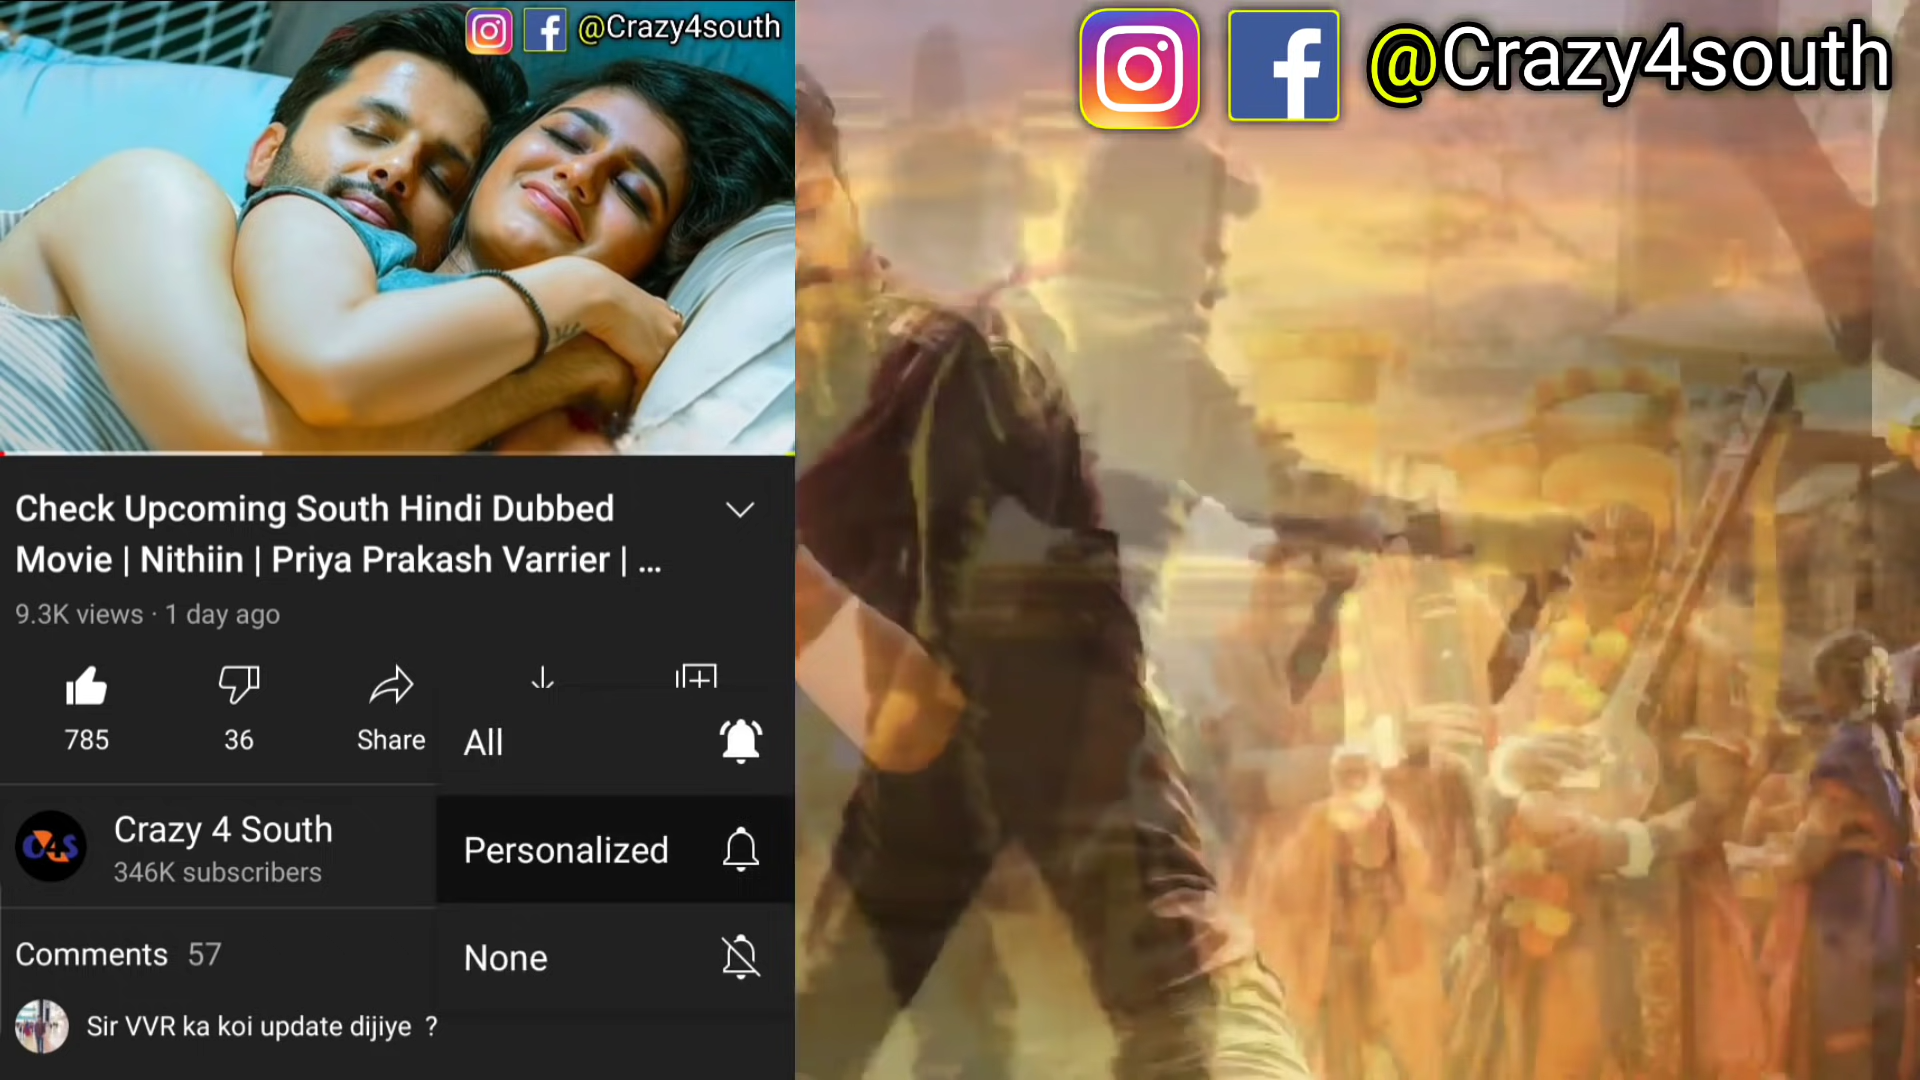 @Crazy4south
@Crazy4south
Check Upcoming South Hindi Dubbed
Movie | Nithiin | Priya Prakash Varrier | ...
9.3K views · 1 day ago
785
36
Share
All
Crazy 4 South
346K subscribers
Personalized
Comments 57
None
Sir VVR ka koi update dijiye ?
C4S